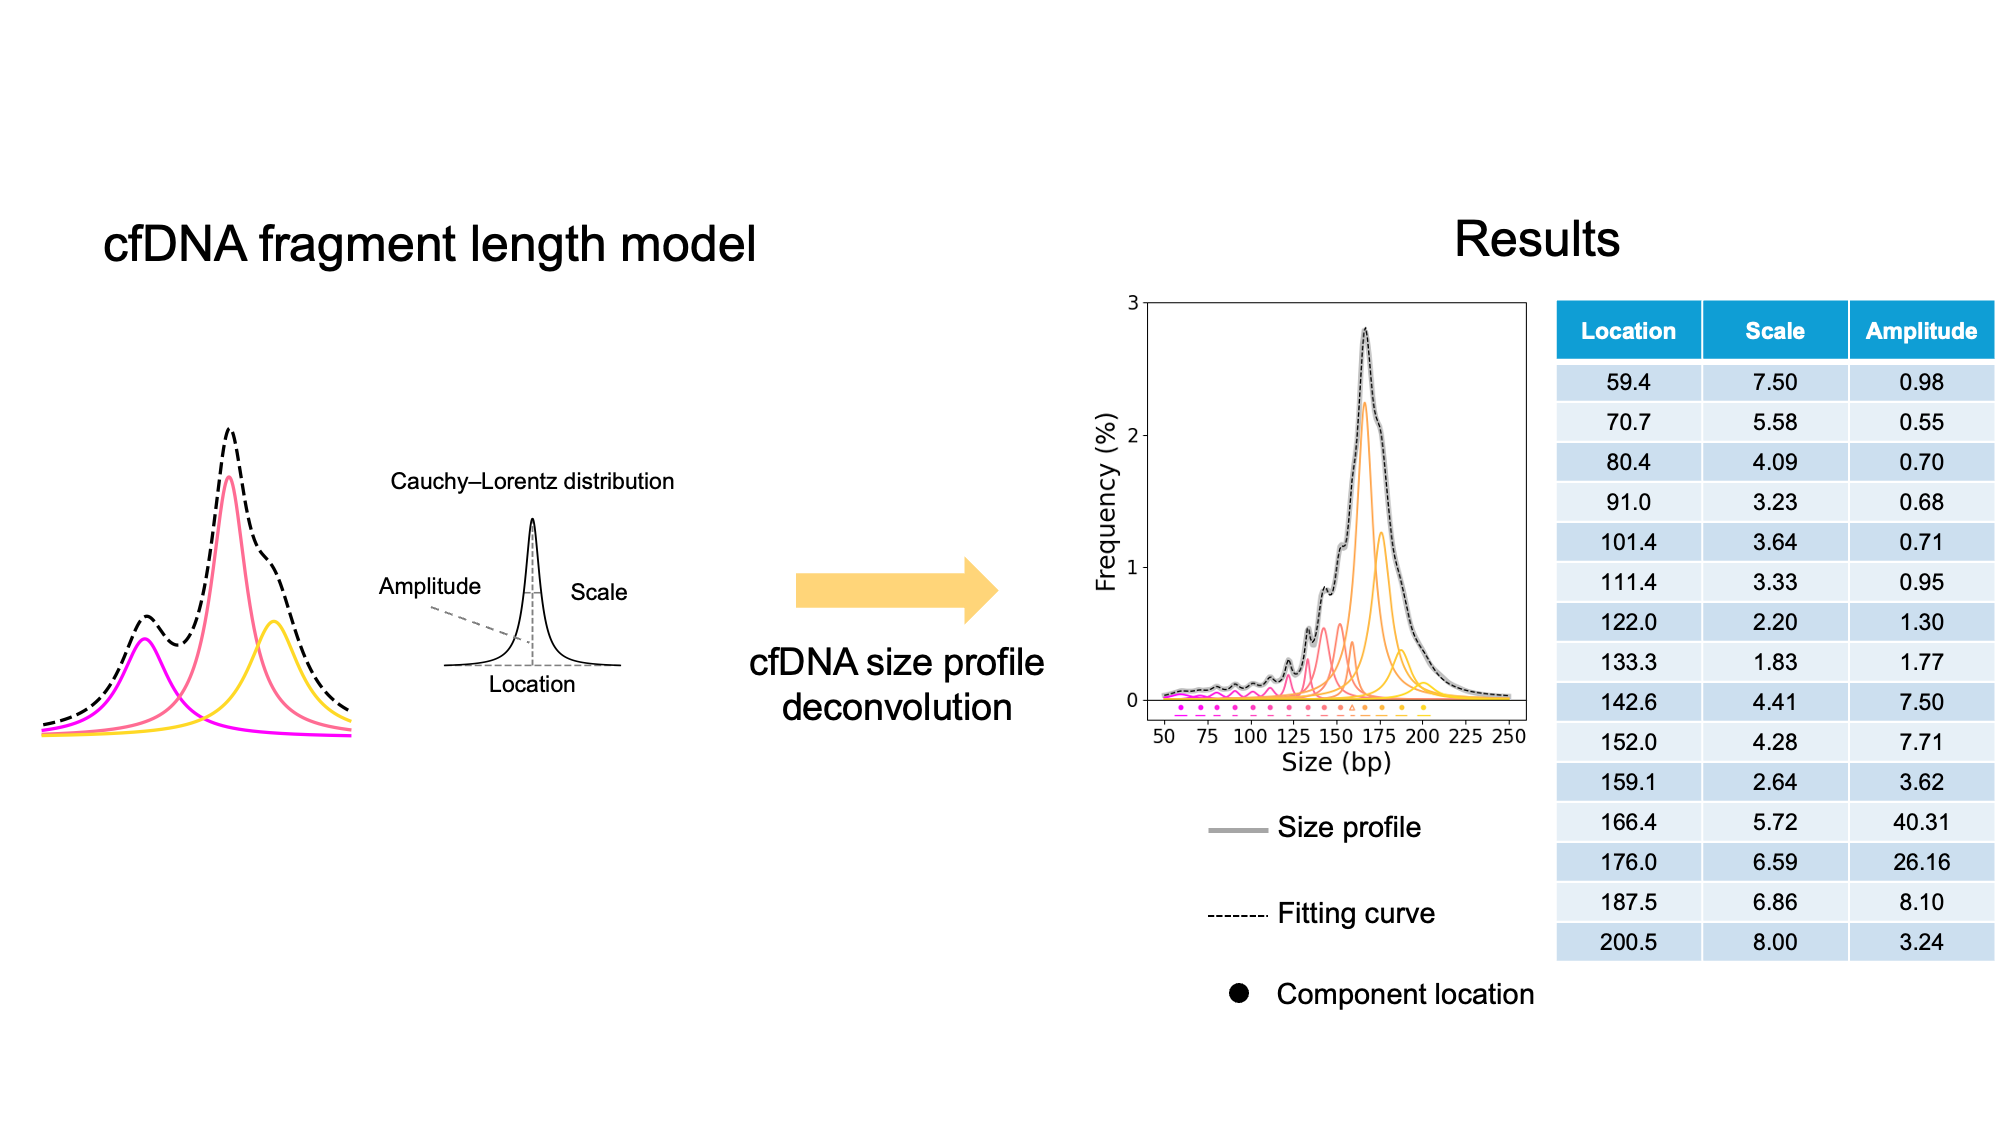 cfDNA fragment length model
Cauchy–Lorentz distribution
Amplitude
Scale
Location
cfDNA size profile
deconvolution
Results
Frequency (%)
3
2
1
0
50 75 100 125 150 175 200 225 250
Size (bp)
Size profile
Fitting curve
Component location
Location Scale Amplitude
59.4 7.50 0.98
70.7 5.58 0.55
80.4 4.09 0.70
91.0 3.23 0.68
101.4 3.64 0.71
111.4 3.33 0.95
122.0 2.20 1.30
133.3 1.83 1.77
142.6 4.41 7.50
152.0 4.28 7.71
159.1 2.64 3.62
166.4 5.72 40.31
176.0 6.59 26.16
187.5 6.86 8.10
200.5 8.00 3.24